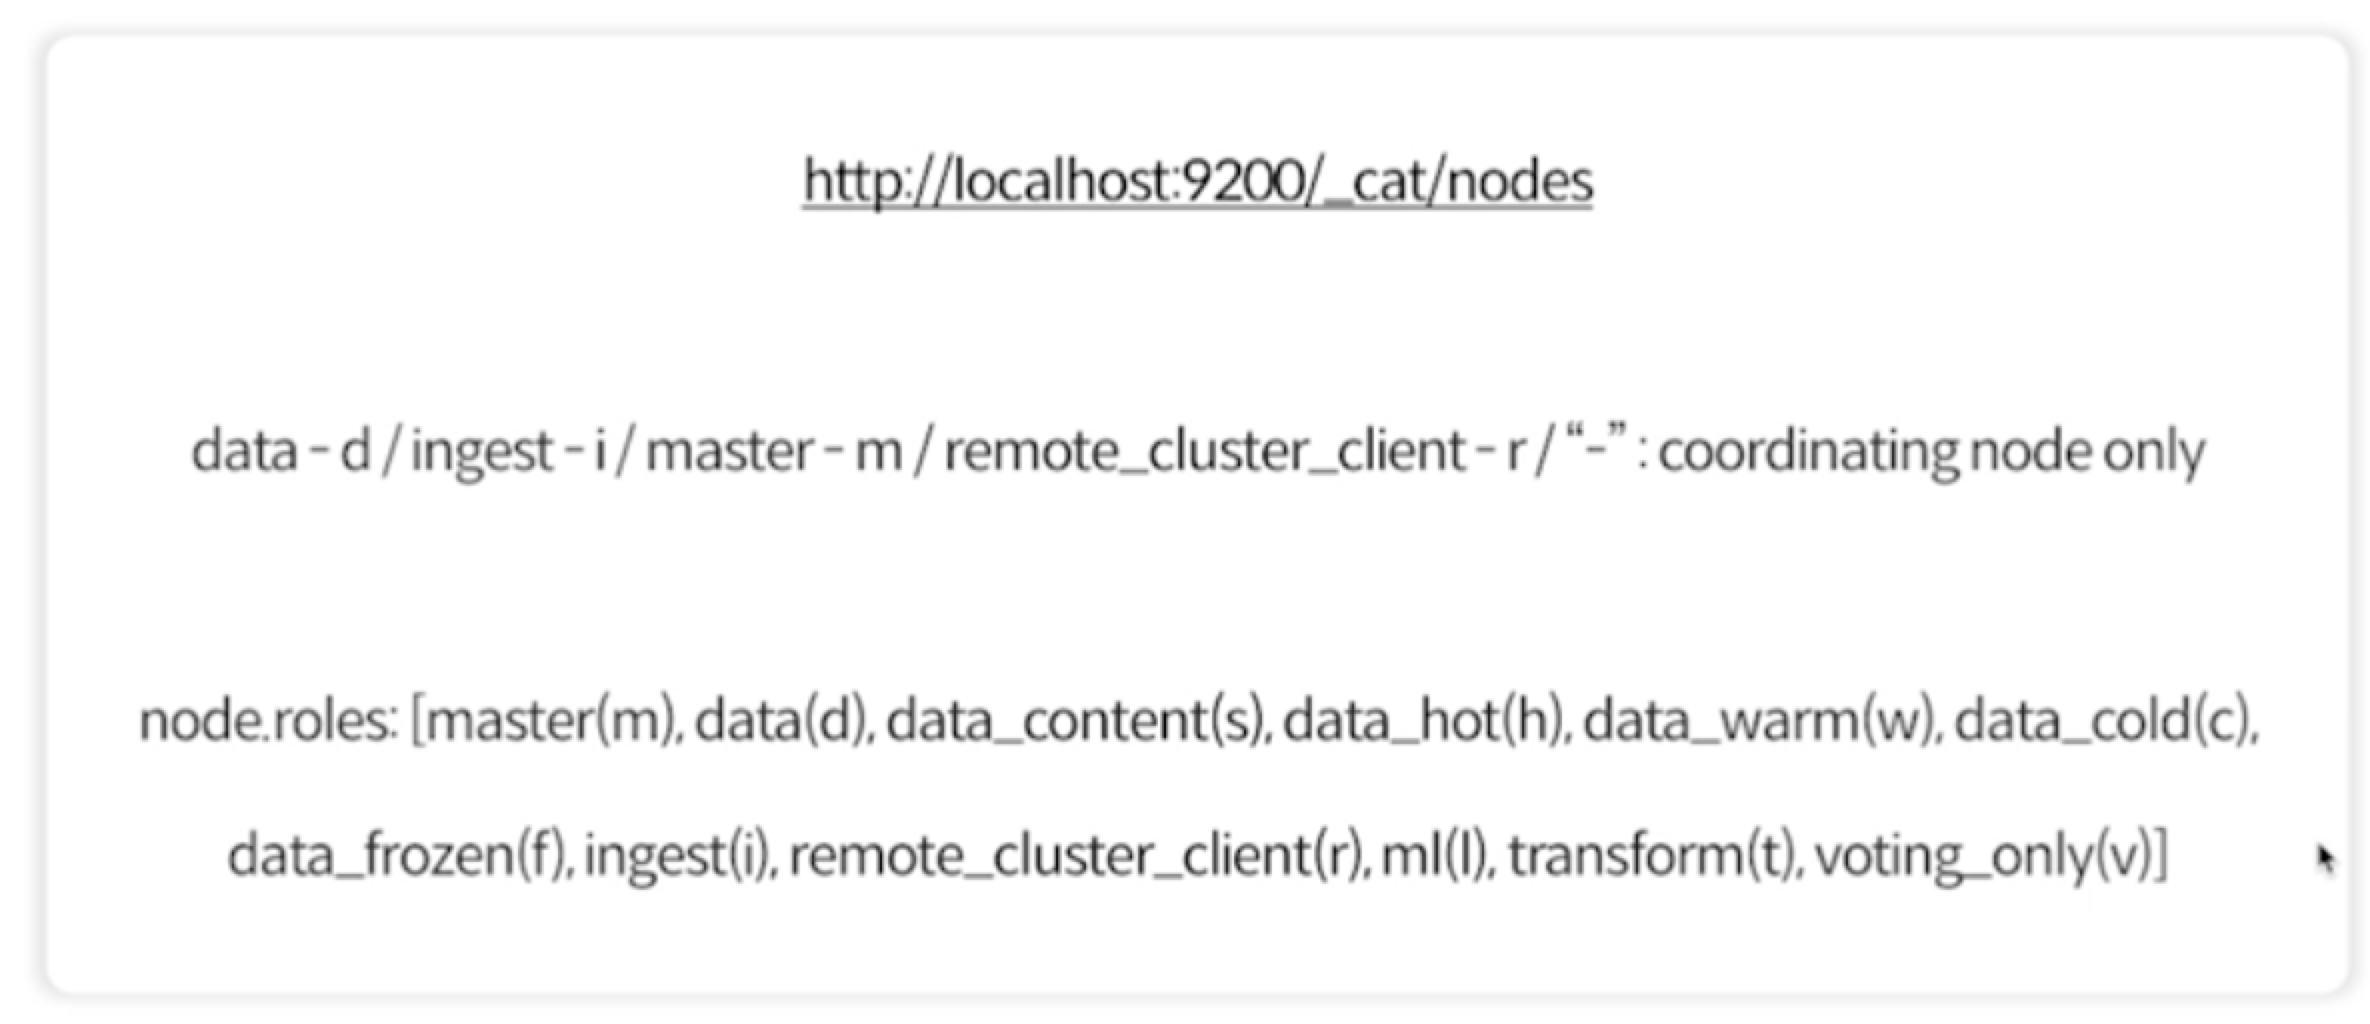 http://localhost:9200/_cat/nodes
data - d / ingest - i / master - m / remote_cluster_client - r / “-” : coordinating node only
node.roles: [master(m), data(d), data_content(s), data_hot(h), data_warm(w), data_cold(c),
data_frozen(f), ingest(i), remote_cluster_client(r), ml(l), transform(t), voting_only(v)]